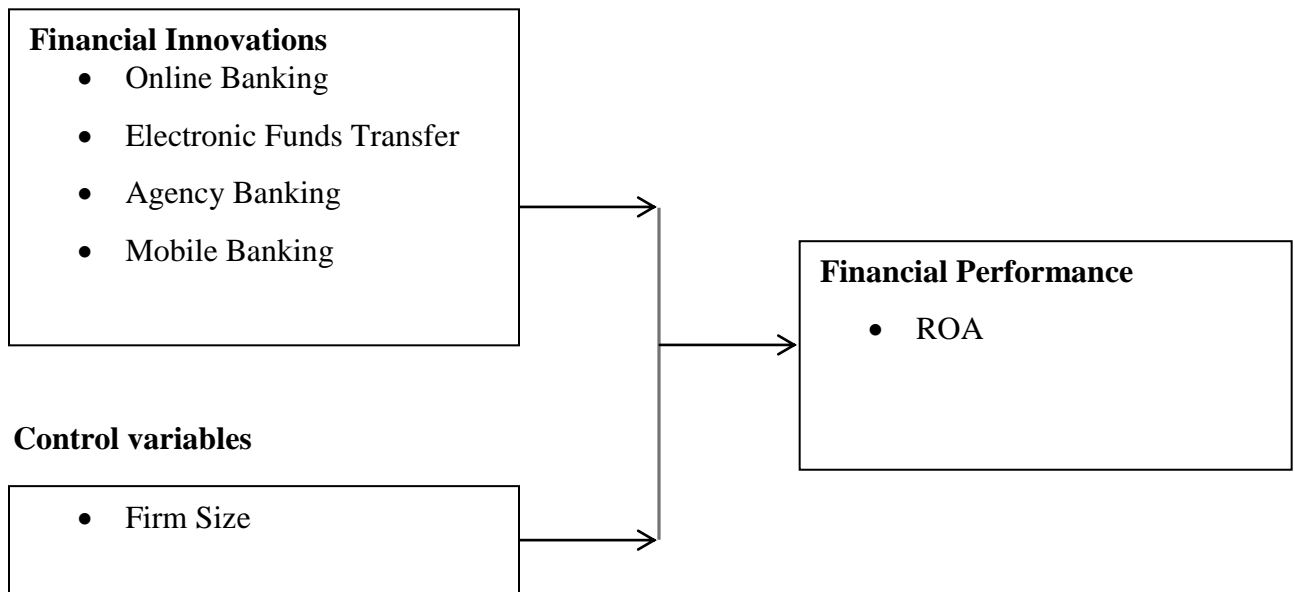 Financial Innovations
• Online Banking
• Electronic Funds Transfer
• Agency Banking
• Mobile Banking
Financial Performance
• ROA
Control variables
• Firm Size